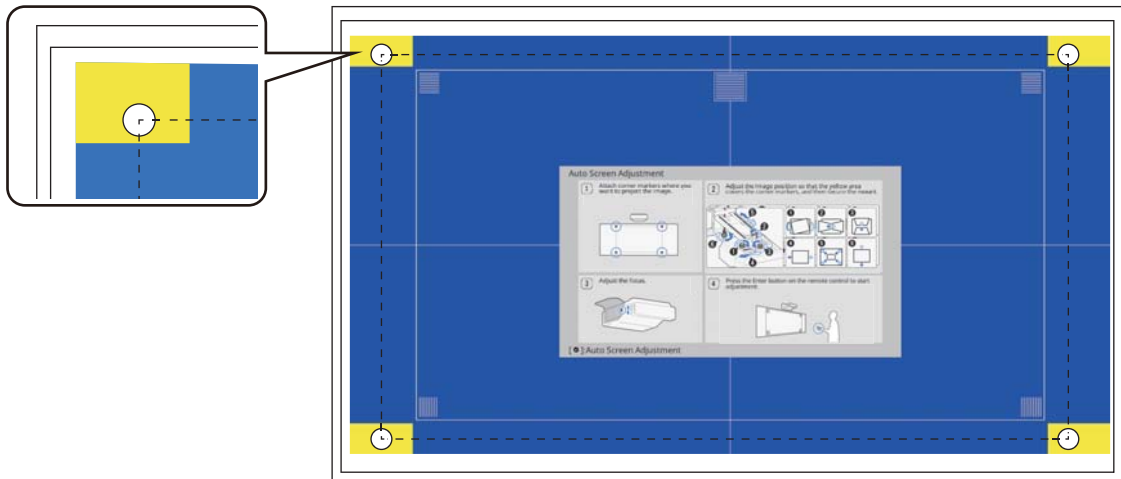 Auto Screen Adjustment
1 Attach corner markers where you
want to project the image.
2 Adjust the image position so that the yellow area
covers the corner markers, and then secure the mount.
3 Adjust the focus.
4 Press the Enter button on the remote control to start
adjustment.
[ ]:Auto Screen Adjustment